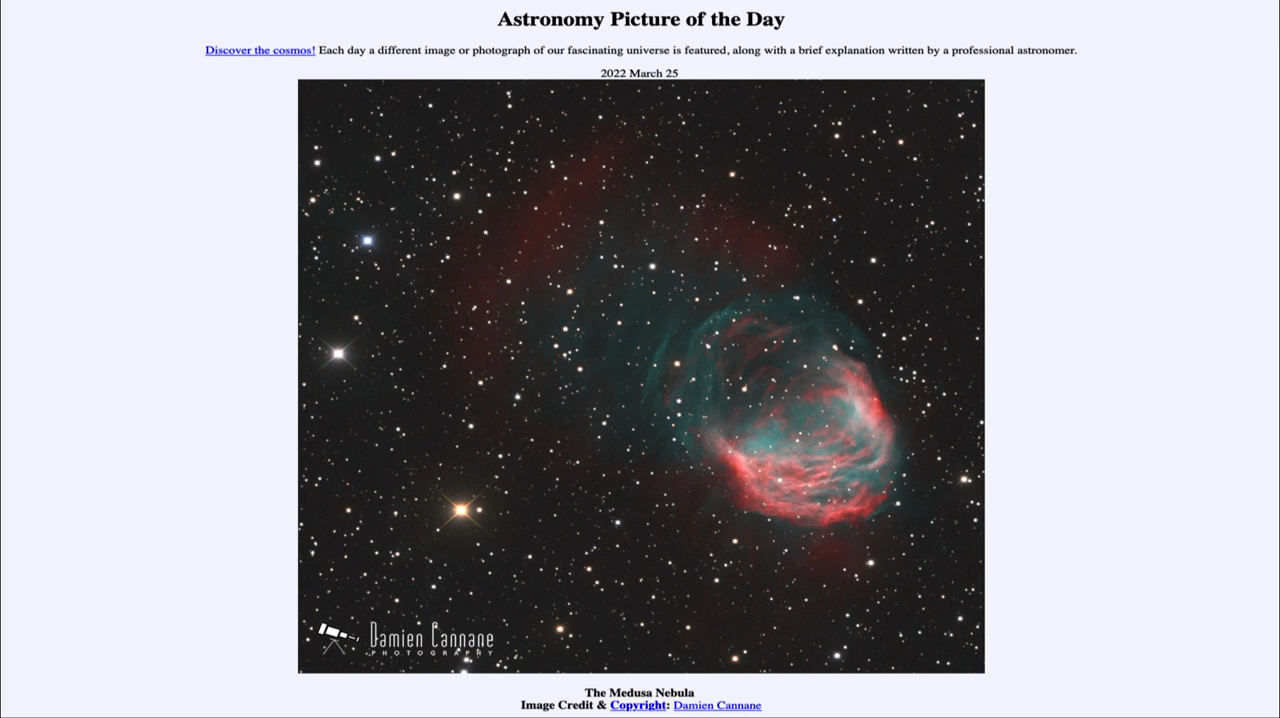 Astronomy Picture of the Day
Discover the cosmos! Each day a different image or photograph of our fascinating universe is featured, along with a brief explanation written by a professional astronomer.
2022 March 25
Damien Cannane
PHOTOGRAPHY
The Medusa Nebula
Image Credit & Copyright: Damien Cannane